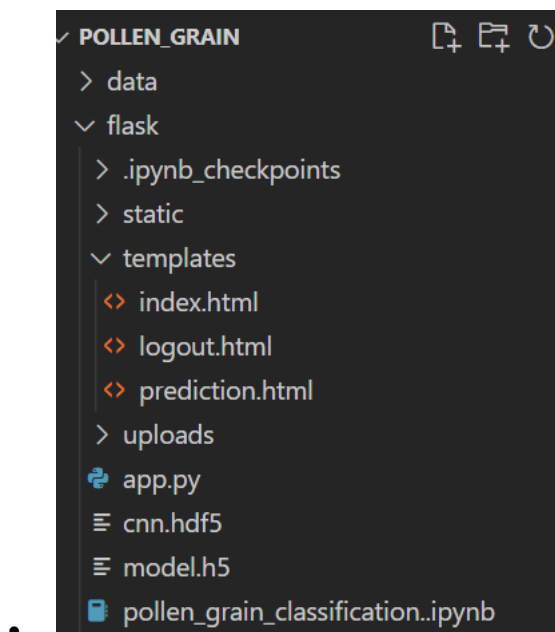 POLLEN_GRAIN
data
flask
.ipynb_checkpoints
static
templates
index.html
logout.html
prediction.html
uploads
app.py
cnn.hdf5
model.h5
pollen_grain_classification..ipynb